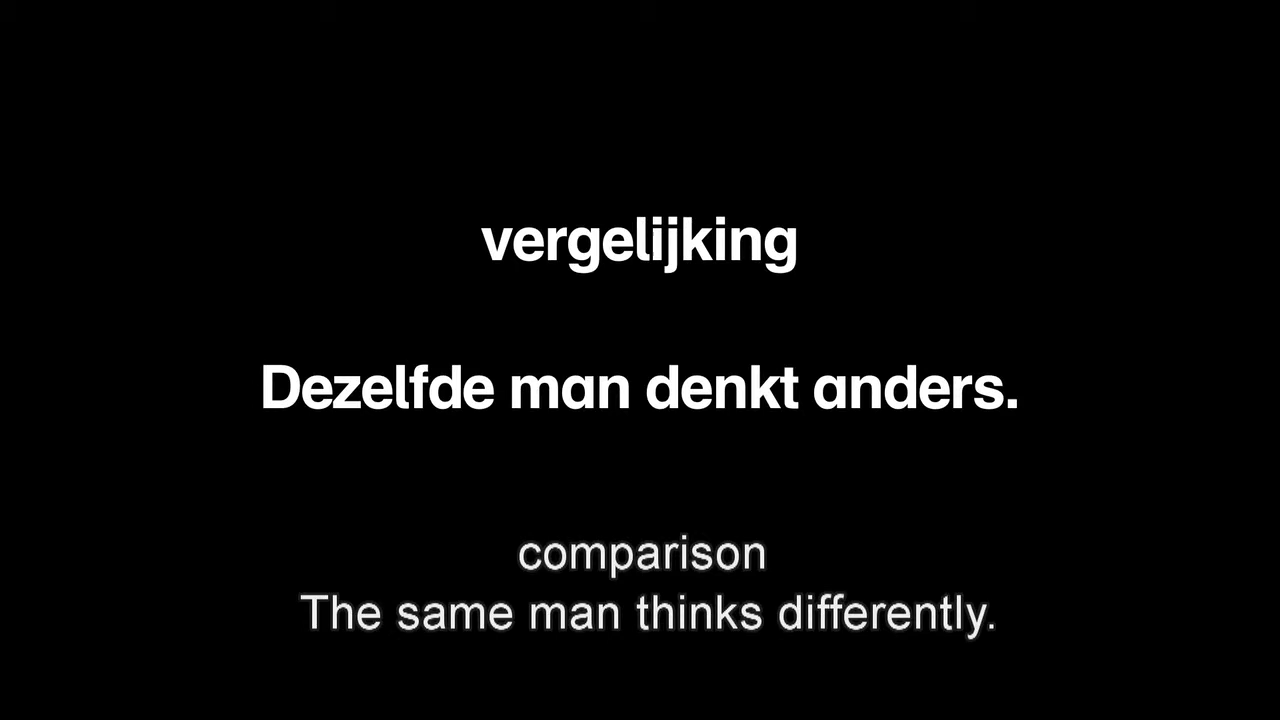 vergelijking
Dezelfde man denkt anders.
comparison
The same man thinks differently.